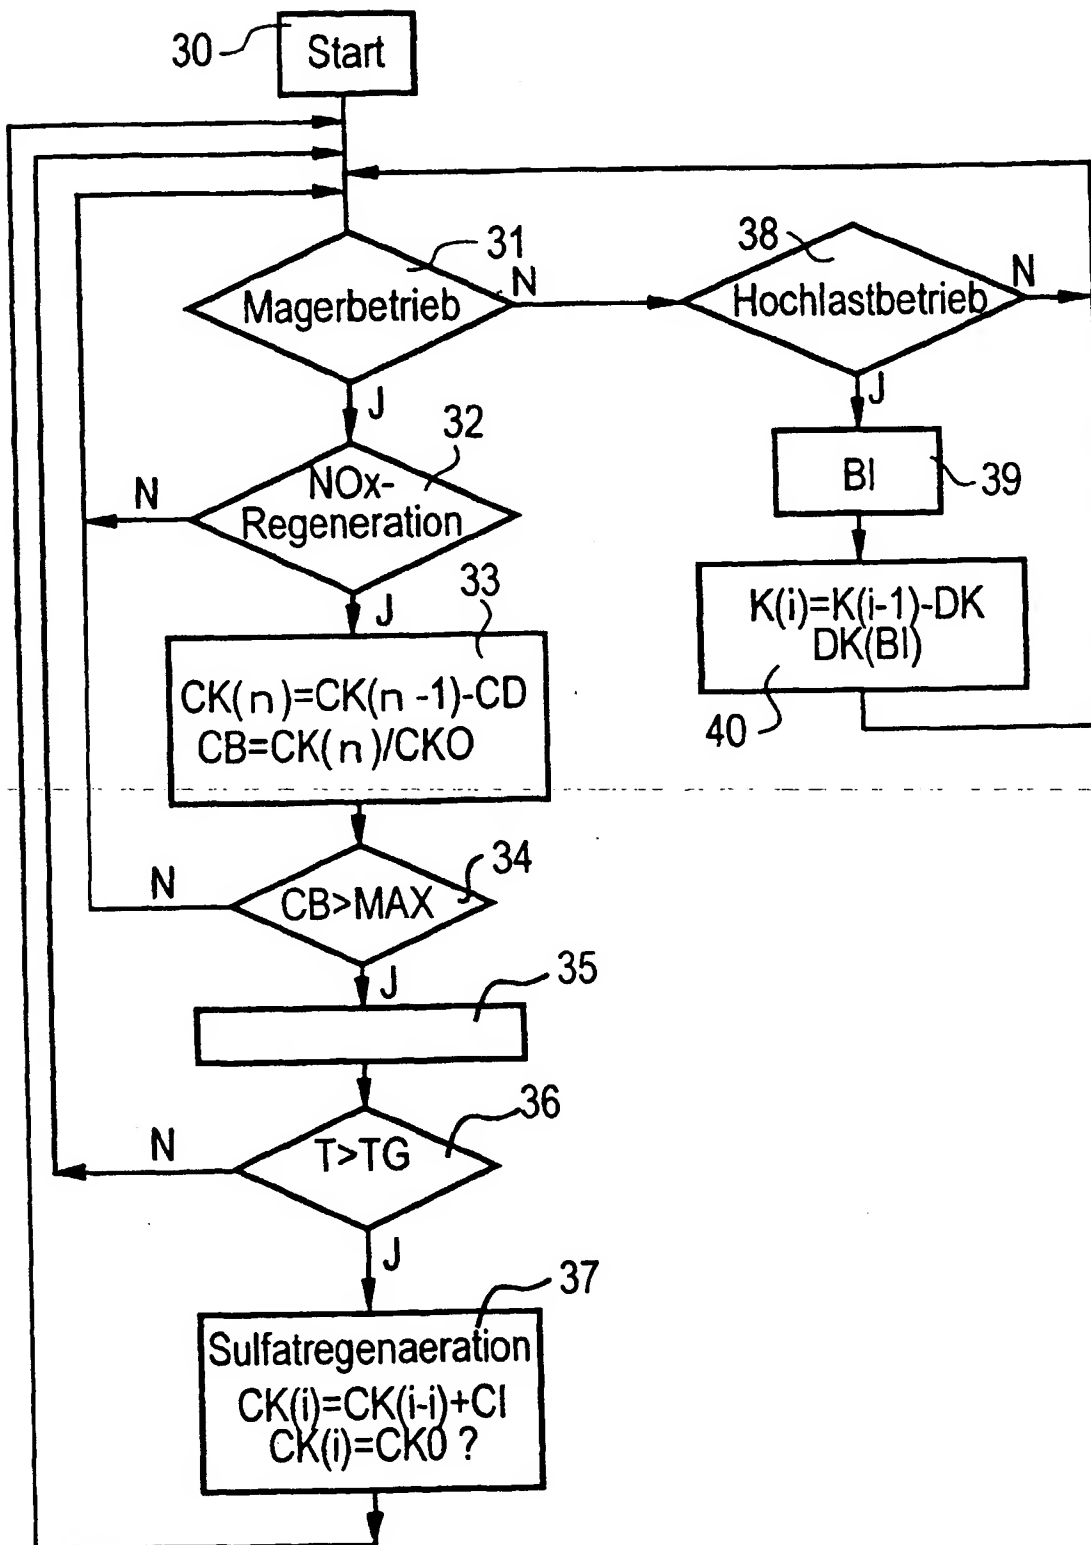 30
Start
31
Magerbetrieb
N
J
38
Hochlastbetrieb
N
J
32
NOx-
Regeneration
N
J
39
BI
33
CK(n)=CK(n-1)-CD
CB=CK(n)/CKO
K(i)=K(i-1)-DK
DK(BI)
40
34
CB>MAX
N
J
35
36
T>TG
N
J
37
Sulfatregenaeration
CK(i)=CK(i-i)+CI
CK(i)=CK0 ?